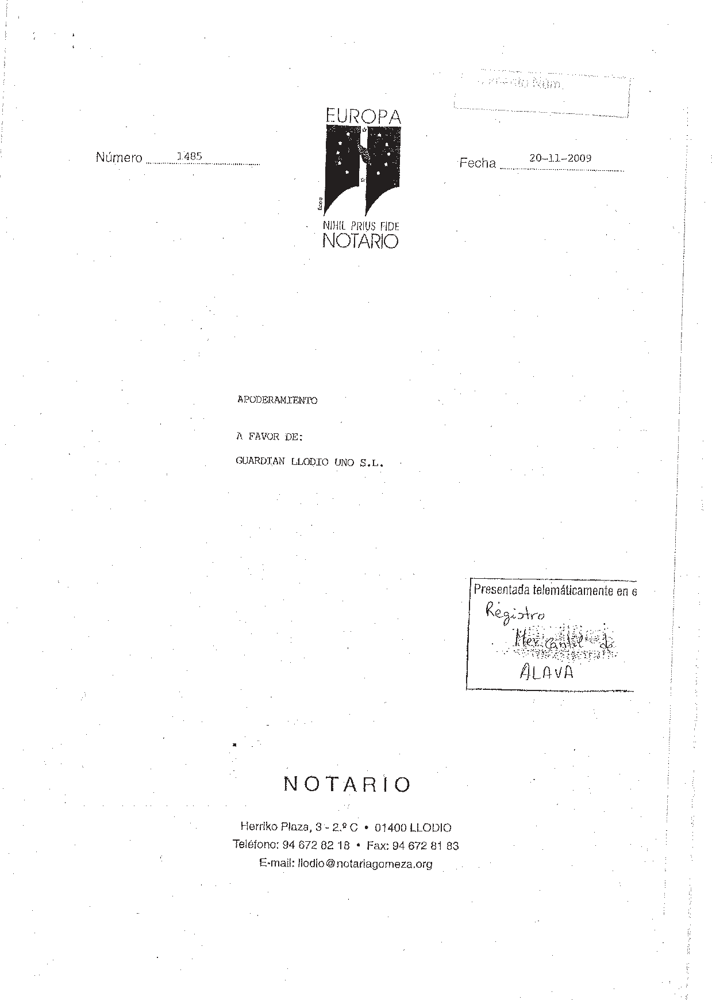 Núm.
EUROPA
Número 1485
Fecha 20-11-2009
NIHIL PRIUS FIDE
NOTARIO
APODERAMIENTO
A FAVOR DE:
GUARDIAN LLODIO UNO S.L.
Presentada telemáticamente en e
Registro
Mercantil de
ALAVA
NOTARIO
Herriko Plaza, 3 - 2.º C • 01400 LLODIO
Teléfono: 94 672 82 18 • Fax: 94 672 81 83
E-mail: llodio@notariagomeza.org